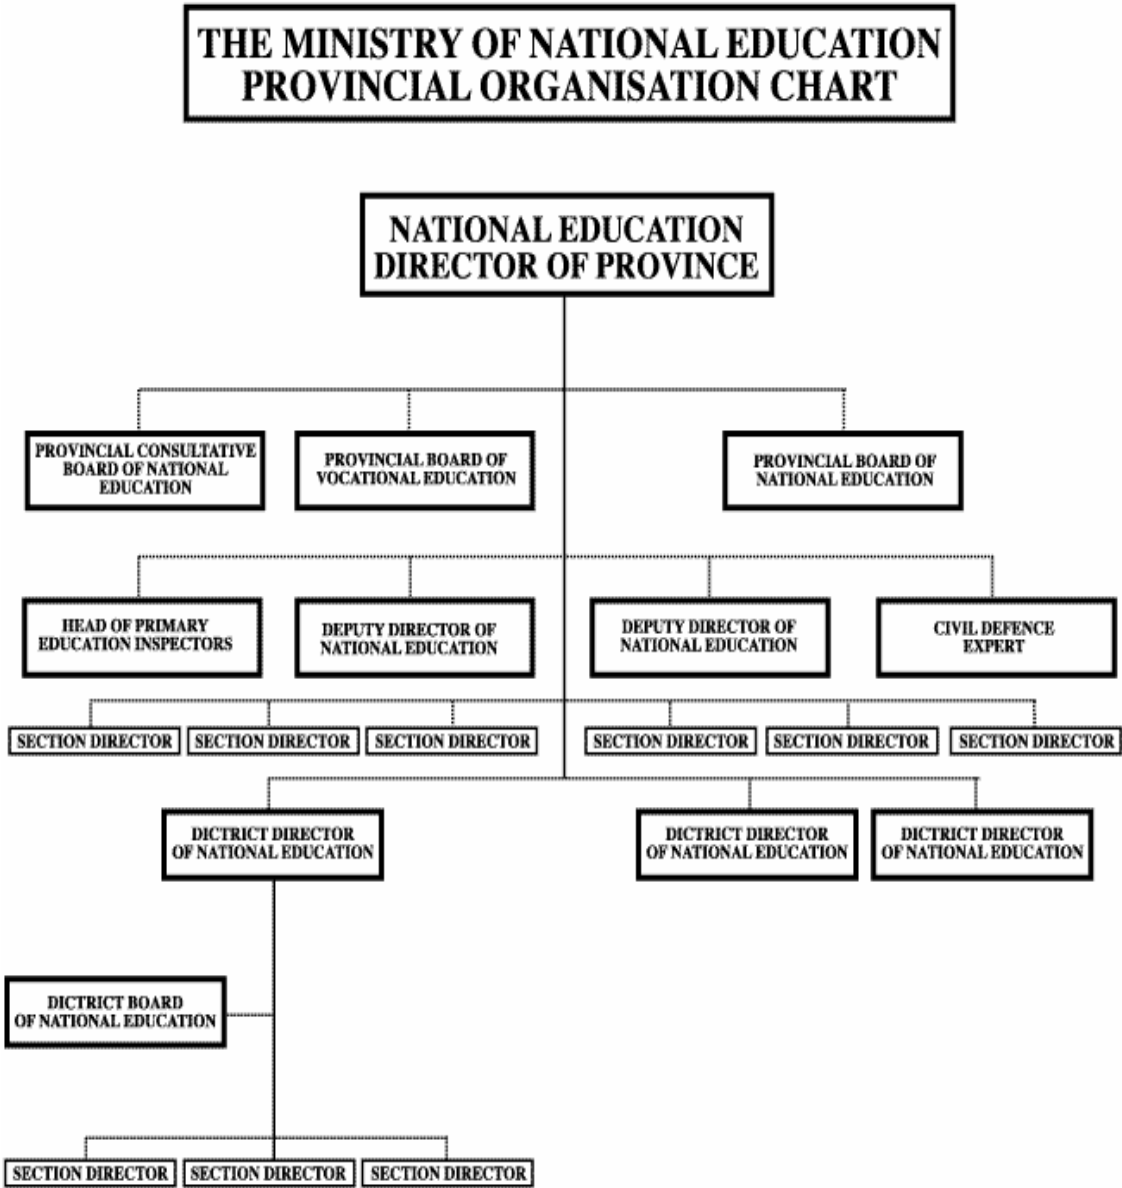 THE MINISTRY OF NATIONAL EDUCATION
PROVINCIAL ORGANISATION CHART
NATIONAL EDUCATION
DIRECTOR OF PROVINCE
PROVINCIAL CONSULTATIVE
BOARD OF NATIONAL
EDUCATION
PROVINCIAL BOARD OF
VOCATIONAL EDUCATION
PROVINCIAL BOARD OF
NATIONAL EDUCATION
HEAD OF PRIMARY
EDUCATION INSPECTORS
DEPUTY DIRECTOR OF
NATIONAL EDUCATION
DEPUTY DIRECTOR OF
NATIONAL EDUCATION
CIVIL DEFENCE
EXPERT
SECTION DIRECTOR
SECTION DIRECTOR
SECTION DIRECTOR
SECTION DIRECTOR
SECTION DIRECTOR
SECTION DIRECTOR
DICTRICT DIRECTOR
OF NATIONAL EDUCATION
DICTRICT DIRECTOR
OF NATIONAL EDUCATION
DICTRICT DIRECTOR
OF NATIONAL EDUCATION
DICTRICT BOARD
OF NATIONAL EDUCATION
SECTION DIRECTOR
SECTION DIRECTOR
SECTION DIRECTOR